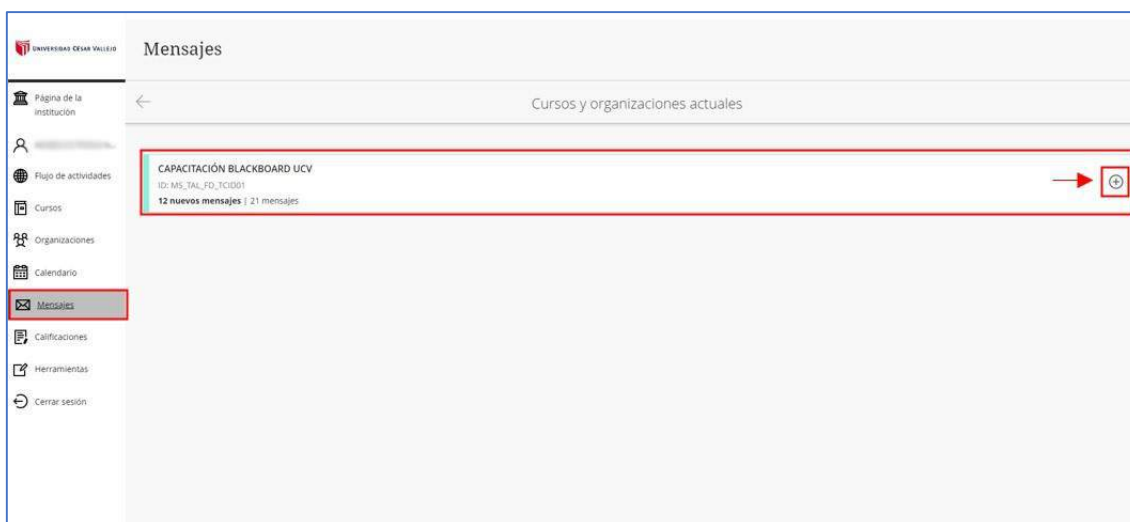 UNIVERSIDAD CÉSAR VALLEJO
Mensajes
Página de la
institución
Flujo de actividades
Cursos
Organizaciones
Calendario
Mensajes
Calificaciones
Herramientas
Cerrar sesión
Cursos y organizaciones actuales
CAPACITACIÓN BLACKBOARD UCV
ID: MS_TAL_FD_TCID01
12 nuevos mensajes | 21 mensajes